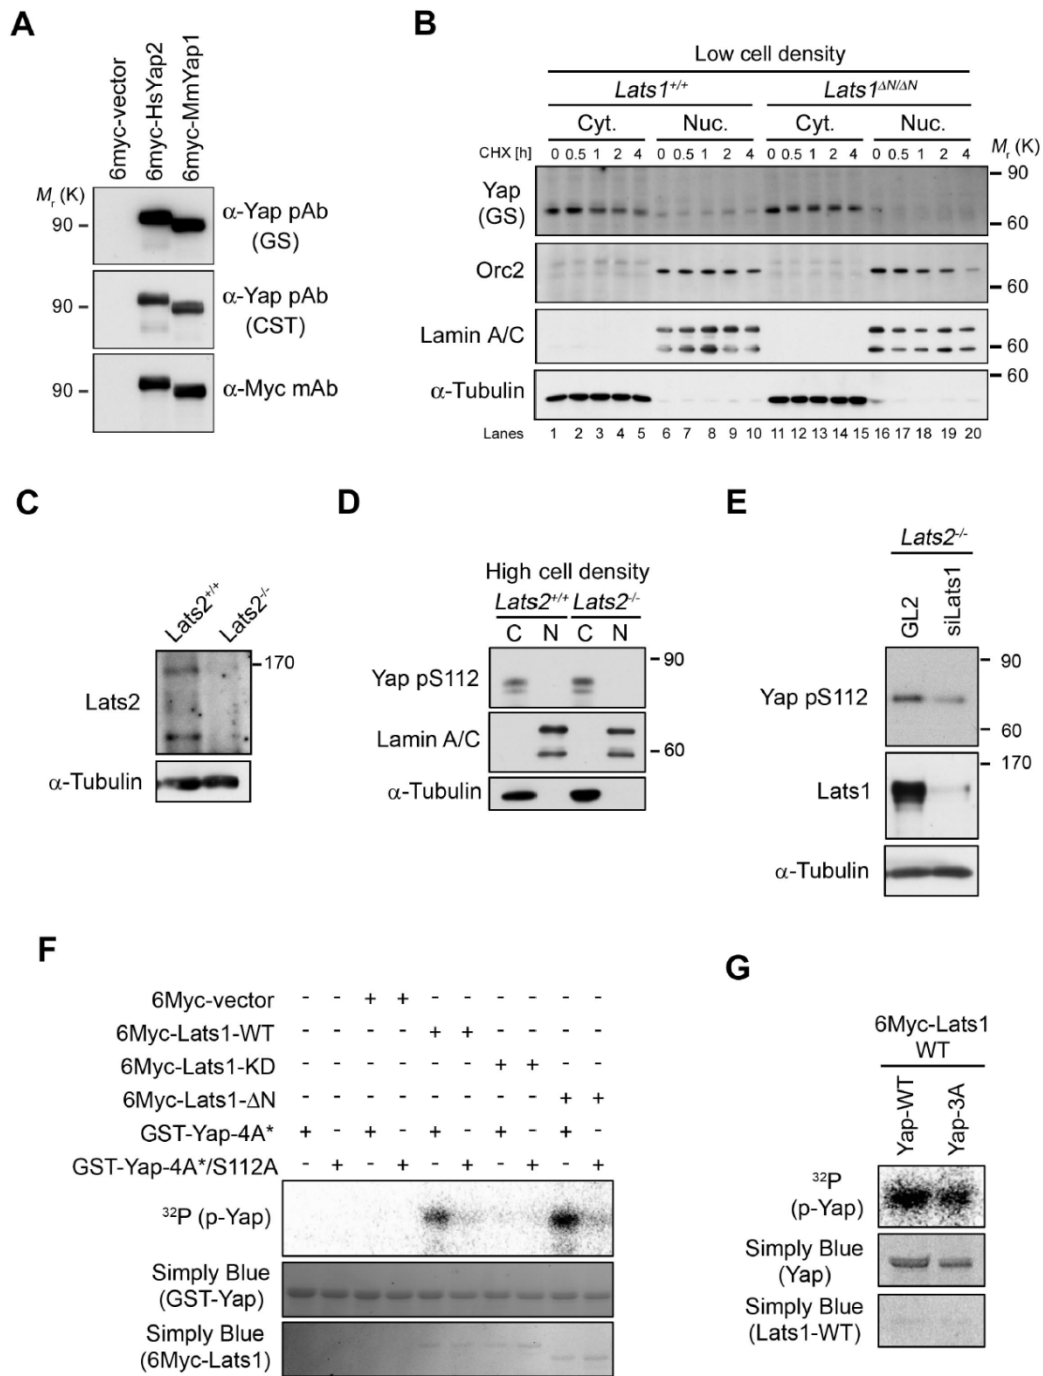 A
6myc-vector
6myc-HsYap2
6myc-MmYap1
Mr (K)
90
α-Yap pAb
(GS)
90
α-Yap pAb
(CST)
90
α-Myc mAb
B
Low cell density
Lats1+/+ Lats1ΔN/ΔN
Cyt. Nuc. Cyt. Nuc.
CHX [h] 0 0.5 1 2 4 0 0.5 1 2 4 0 0.5 1 2 4 0 0.5 1 2 4 Mr (K)
Yap
(GS)
90
60
Orc2
60
Lamin A/C
60
α-Tubulin
60
Lanes 1 2 3 4 5 6 7 8 9 10 11 12 13 14 15 16 17 18 19 20
C
Lats2+/+
Lats2-/-
Lats2
170
α-Tubulin
D
High cell density
Lats2+/+ Lats2-/-
C N C N
Yap pS112
90
Lamin A/C
60
α-Tubulin
E
Lats2-/-
GL2
siLats1
Yap pS112
90
60
Lats1
170
α-Tubulin
F
6Myc-vector - - + + - - - - - -
6Myc-Lats1-WT - - - - + + - - - -
6Myc-Lats1-KD - - - - - - + + - -
6Myc-Lats1-ΔN - - - - - - - - + +
GST-Yap-4A* + - + - + - + - + -
GST-Yap-4A*/S112A - + - + - + - + - +
32P (p-Yap)
Simply Blue
(GST-Yap)
Simply Blue
(6Myc-Lats1)
G
6Myc-Lats1
WT
Yap-WT
Yap-3A
32P
(p-Yap)
Simply Blue
(Yap)
Simply Blue
(Lats1-WT)